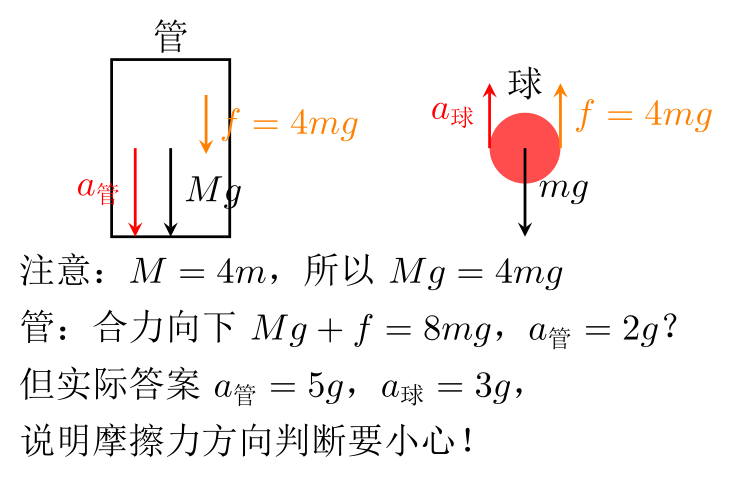 管
球
f = 4mg
a球
f = 4mg
a管
Mg
mg
注意：M = 4m，所以 Mg = 4mg
管：合力向下 Mg + f = 8mg，a管 = 2g？
但实际答案 a管 = 5g，a球 = 3g，
说明摩擦力方向判断要小心！